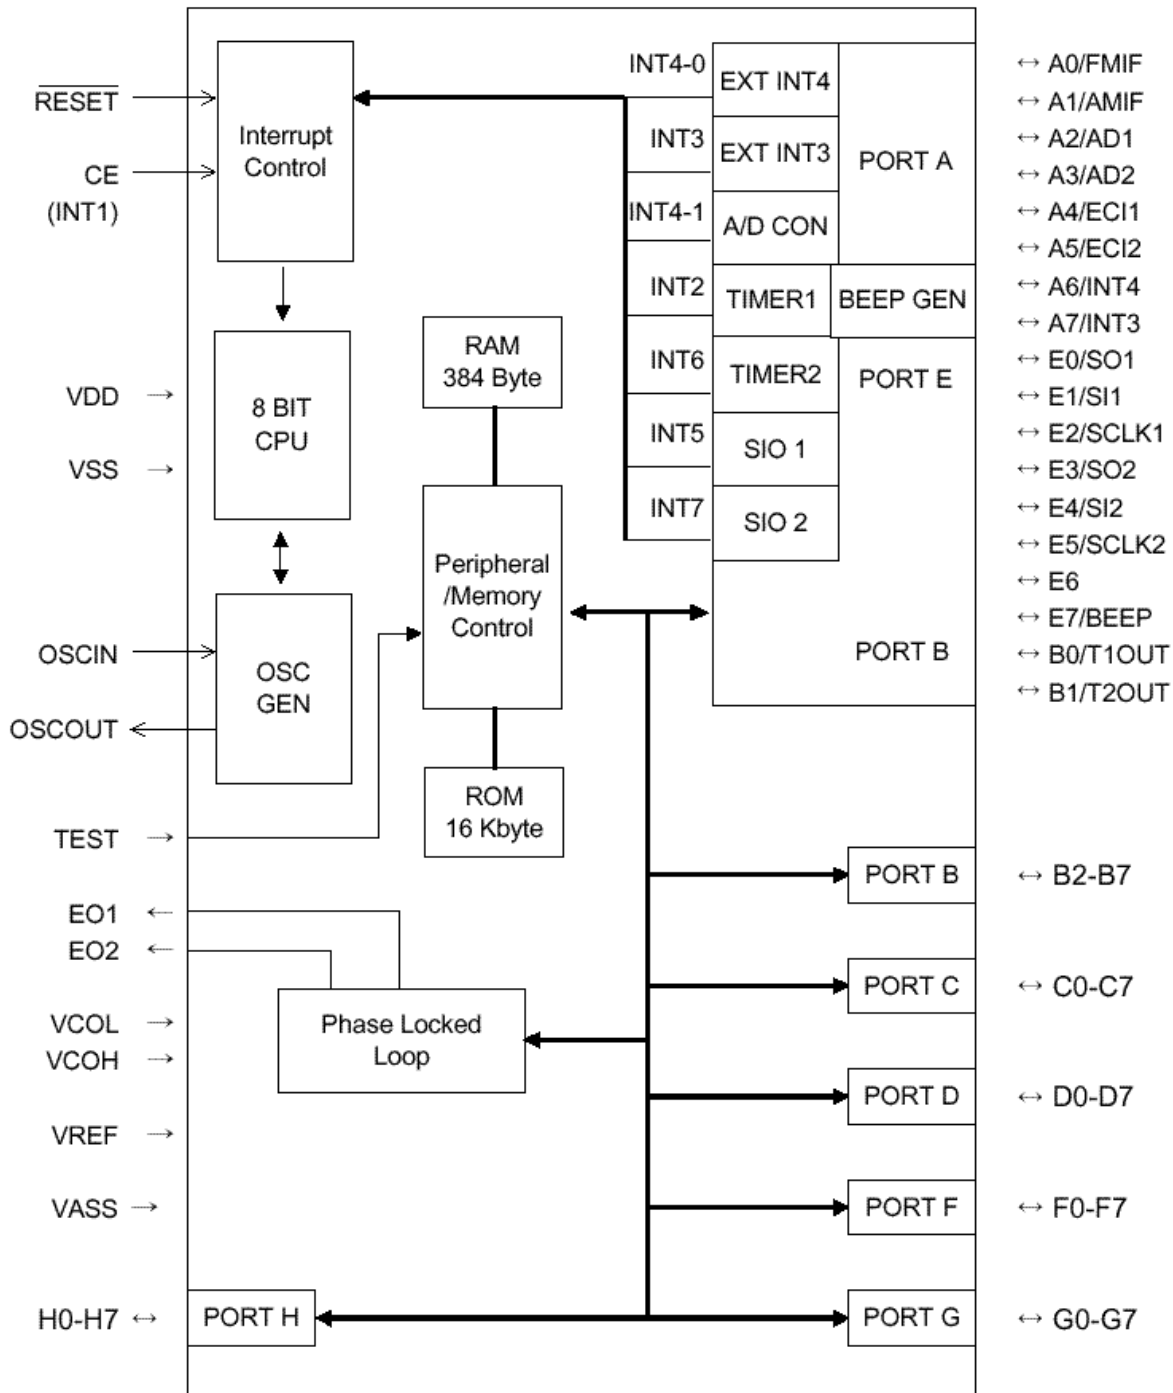 RESET
CE
(INT1)
VDD
VSS
OSCIN
OSCOUT
TEST
EO1
EO2
VCOL
VCOH
VREF
VASS
H0-H7
Interrupt
Control
8 BIT
CPU
OSC
GEN
RAM
384 Byte
Peripheral
/Memory
Control
ROM
16 Kbyte
Phase Locked
Loop
PORT H
INT4-0
INT3
INT4-1
INT2
INT6
INT5
INT7
EXT INT4
EXT INT3
A/D CON
TIMER1
TIMER2
SIO 1
SIO 2
PORT A
BEEP GEN
PORT E
PORT B
PORT B
PORT C
PORT D
PORT F
PORT G
A0/FMIF
A1/AMIF
A2/AD1
A3/AD2
A4/ECI1
A5/ECI2
A6/INT4
A7/INT3
E0/SO1
E1/SI1
E2/SCLK1
E3/SO2
E4/SI2
E5/SCLK2
E6
E7/BEEP
B0/T1OUT
B1/T2OUT
B2-B7
C0-C7
D0-D7
F0-F7
G0-G7